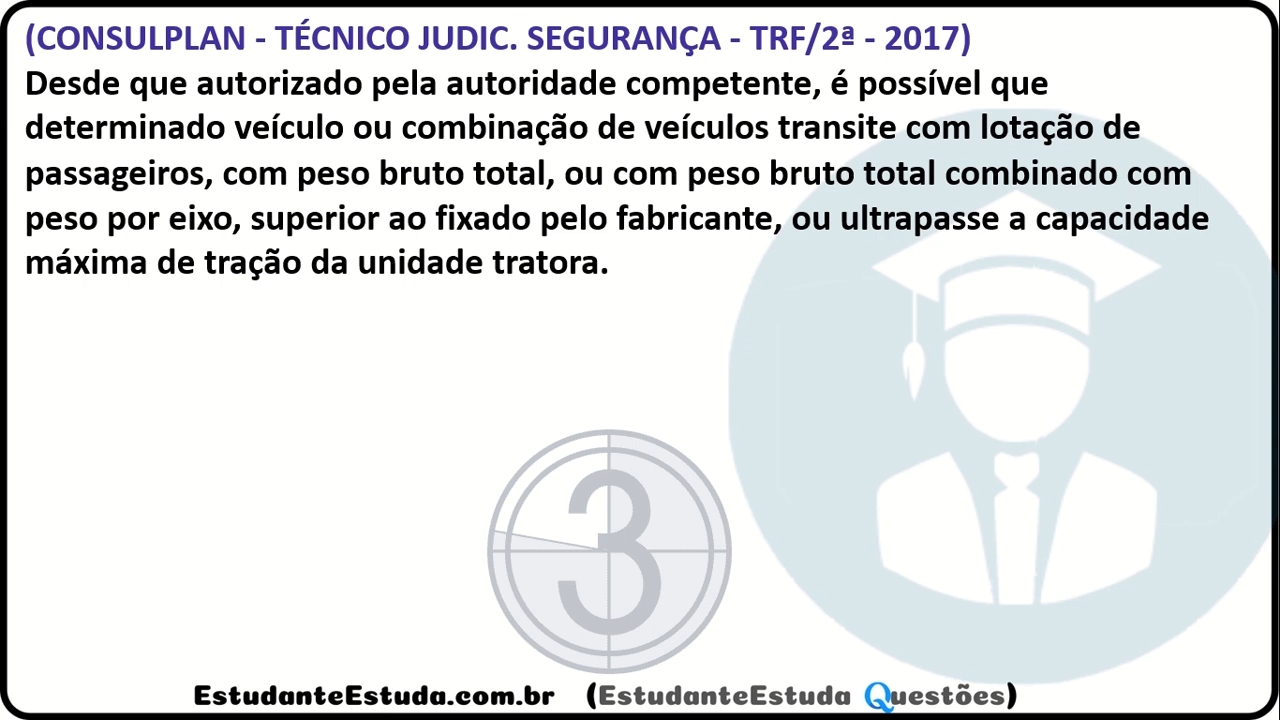 (CONSULPLAN - TÉCNICO JUDIC. SEGURANÇA - TRF/2ª - 2017)
Desde que autorizado pela autoridade competente, é possível que
determinado veículo ou combinação de veículos transite com lotação de
passageiros, com peso bruto total, ou com peso bruto total combinado com
peso por eixo, superior ao fixado pelo fabricante, ou ultrapasse a capacidade
máxima de tração da unidade tratora.
3
EstudanteEstuda.com.br (EstudanteEstuda Questões)